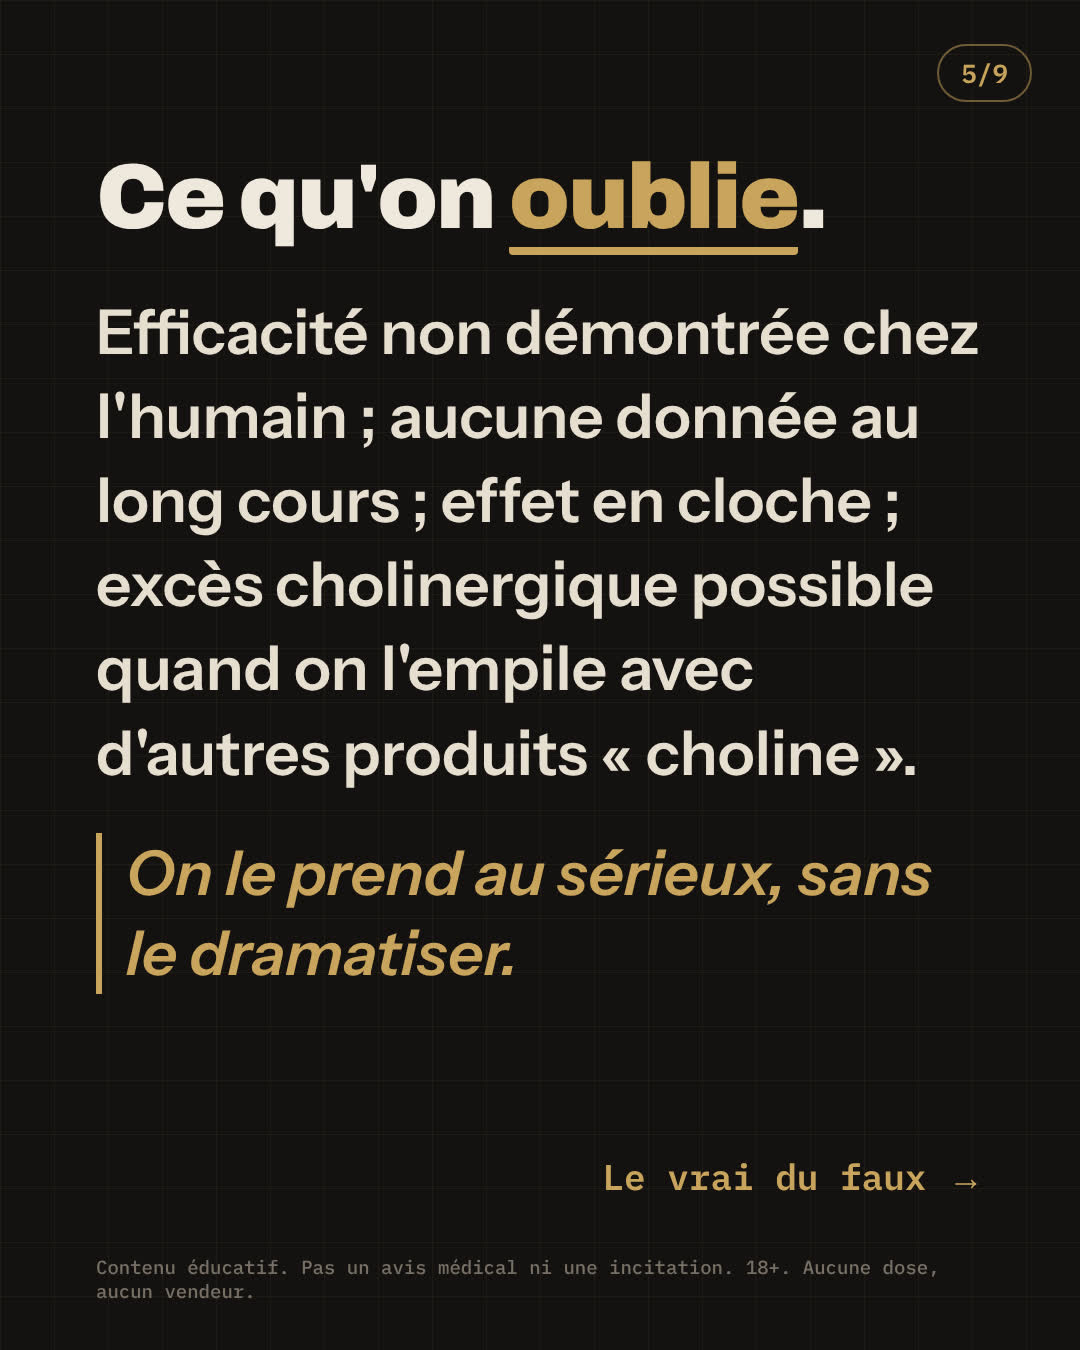 5/9
Ce qu'on oublie.
Efficacité non démontrée chez
l'humain ; aucune donnée au
long cours ; effet en cloche ;
excès cholinergique possible
quand on l'empile avec
d'autres produits « choline ».
On le prend au sérieux, sans
le dramatiser.
Le vrai du faux →
Contenu éducatif. Pas un avis médical ni une incitation. 18+. Aucune dose,
aucun vendeur.